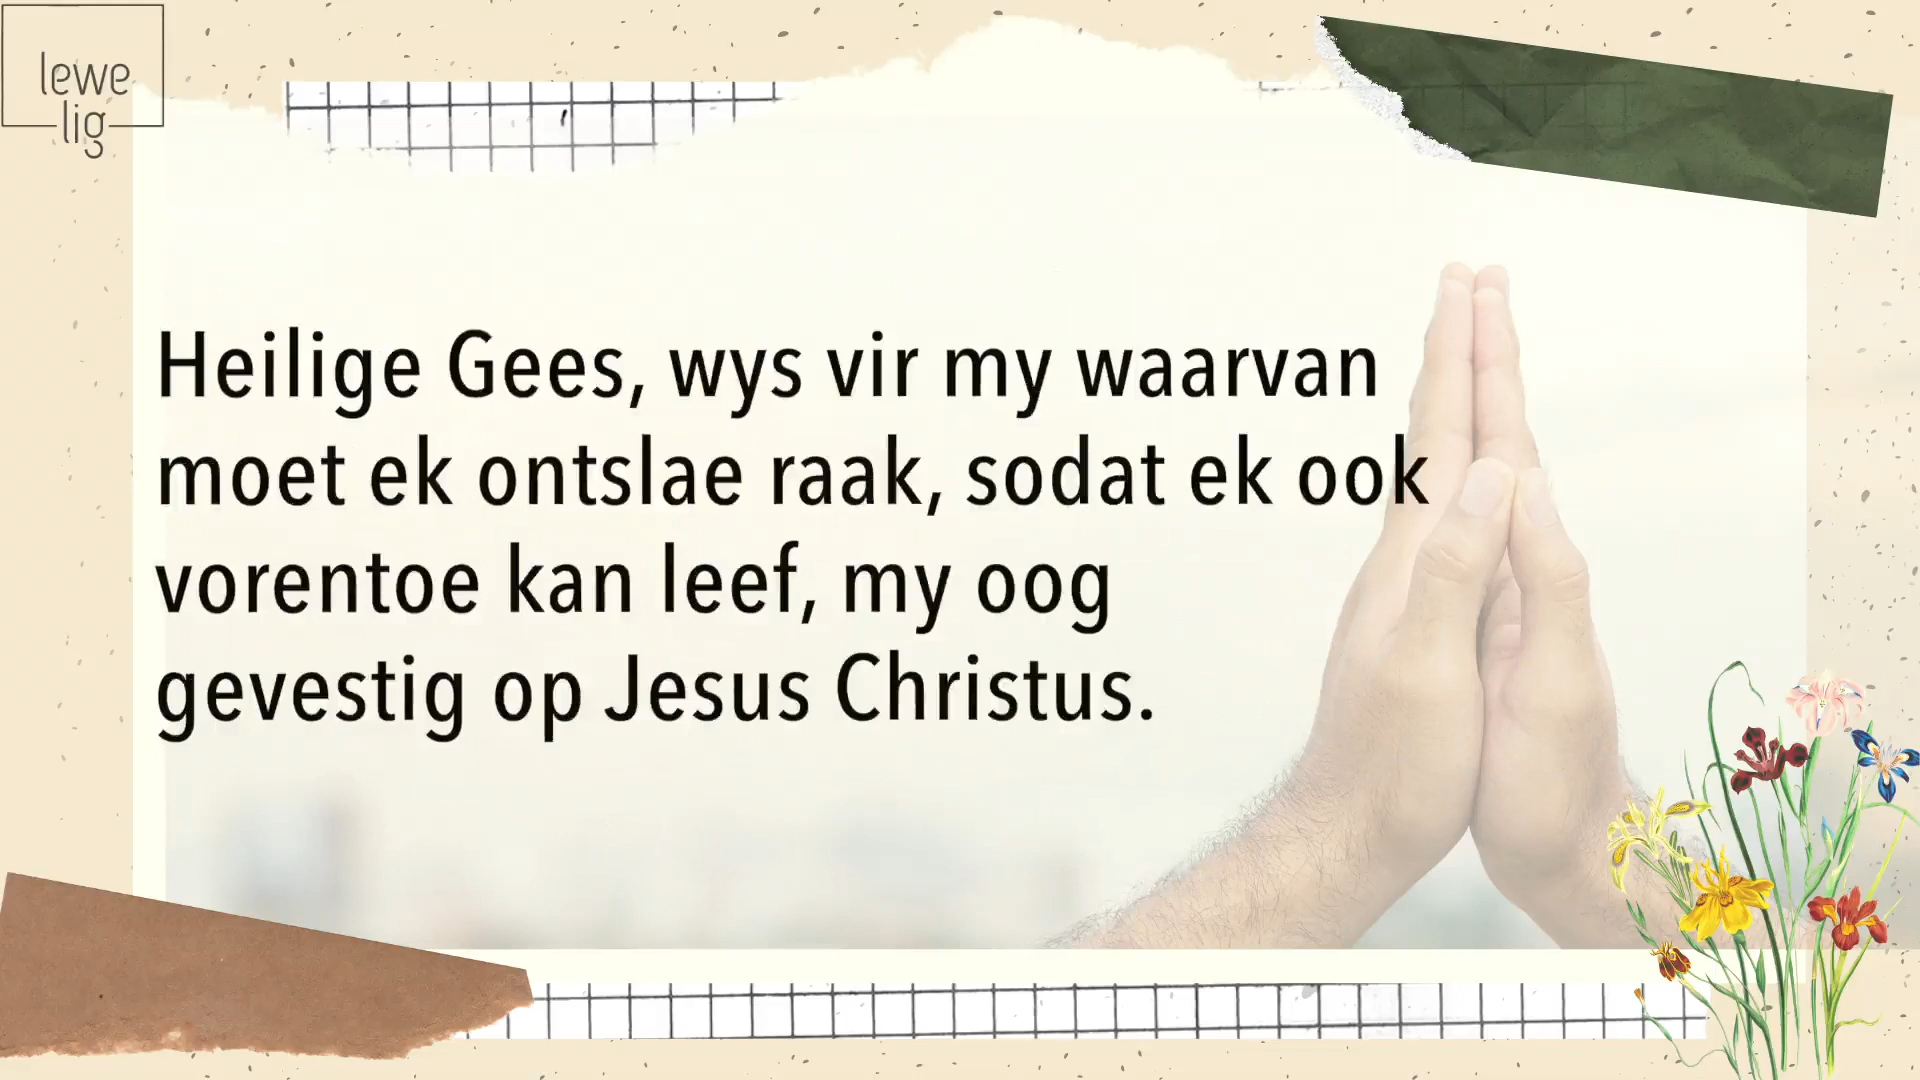 lewe
lig
Heilige Gees, wys vir my waarvan
moet ek ontslae raak, sodat ek ook
vorentoe kan leef, my oog
gevestig op Jesus Christus.